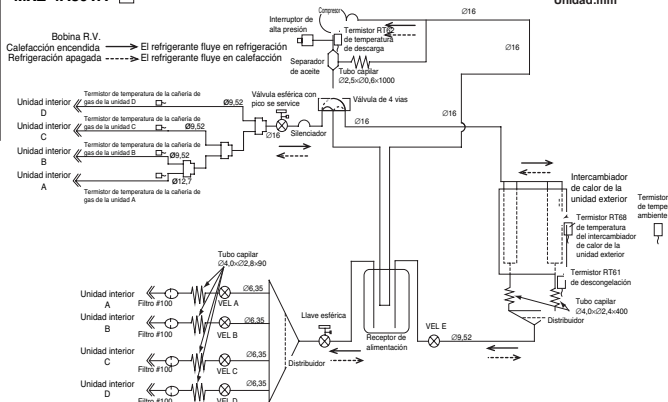 Unidad:mm
Bobina R.V.
Calefacción encendida
El refrigerante fluye en refrigeración
Refrigeración apagada
El refrigerante fluye en calefacción
Compresor
Interruptor de
alta presión
Termistor RT62
de temperatura
de descarga
Separador
de aceite
Tubo capilar
Ø2,5×Ø0,6×1000
Ø16
Ø16
Ø16
Unidad interior
D
Termistor de temperatura de la cañería de
gas de la unidad D
Ø9,52
Unidad interior
C
Termistor de temperatura de la cañería de
gas de la unidad C
Ø9,52
Unidad interior
B
Termistor de temperatura de la cañería de
gas de la unidad B
Ø9,52
Unidad interior
A
Ø12,7
Termistor de temperatura de la cañería de
gas de la unidad A
Válvula esférica con
pico se service
Válvula de 4 vias
Ø16
Silenciador
Ø16
Intercambiador
de calor de la
unidad exterior
Termistor
de tempe
ambiente
Termistor RT68
de temperatura
del intercambiador
de calor de la
unidad exterior
Termistor RT61
de descongelación
Tubo capilar
Ø4,0×Ø2,4×400
Distribuidor
Tubo capilar
Ø4,0×Ø2,8×90
Unidad interior
A
Filtro #100
VEL A
Ø6,35
Unidad interior
B
Filtro #100
VEL B
Ø6,35
Unidad interior
C
Filtro #100
VEL C
Ø6,35
Unidad interior
D
Filtro #100
VEL D
Ø6,35
Distribuidor
Llave esférica
Receptor de
alimentación
VEL E
Ø9,52